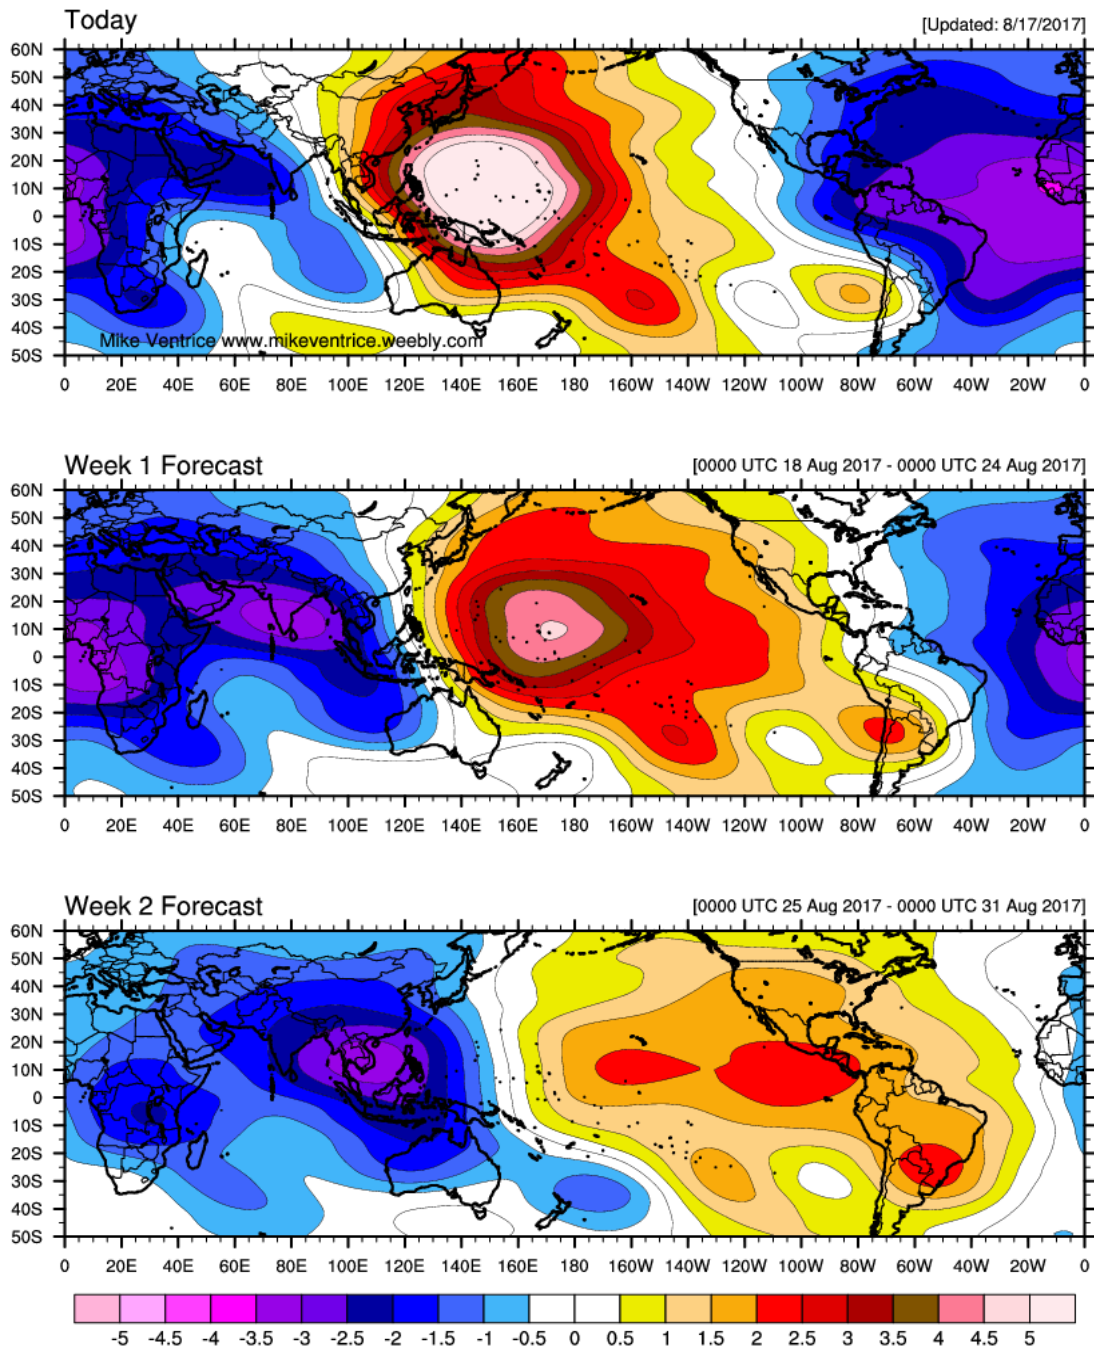 Today
[Updated: 8/17/2017]
60N
50N
40N
30N
20N
10N
0
10S
20S
30S
40S
50S
Mike Ventrice www.mikeventrice.weebly.com
0 20E 40E 60E 80E 100E 120E 140E 160E 180 160W 140W 120W 100W 80W 60W 40W 20W 0
Week 1 Forecast
[0000 UTC 18 Aug 2017 - 0000 UTC 24 Aug 2017]
60N
50N
40N
30N
20N
10N
0
10S
20S
30S
40S
50S
0 20E 40E 60E 80E 100E 120E 140E 160E 180 160W 140W 120W 100W 80W 60W 40W 20W 0
Week 2 Forecast
[0000 UTC 25 Aug 2017 - 0000 UTC 31 Aug 2017]
60N
50N
40N
30N
20N
10N
0
10S
20S
30S
40S
50S
0 20E 40E 60E 80E 100E 120E 140E 160E 180 160W 140W 120W 100W 80W 60W 40W 20W 0
-5 -4.5 -4 -3.5 -3 -2.5 -2 -1.5 -1 -0.5 0 0.5 1 1.5 2 2.5 3 3.5 4 4.5 5